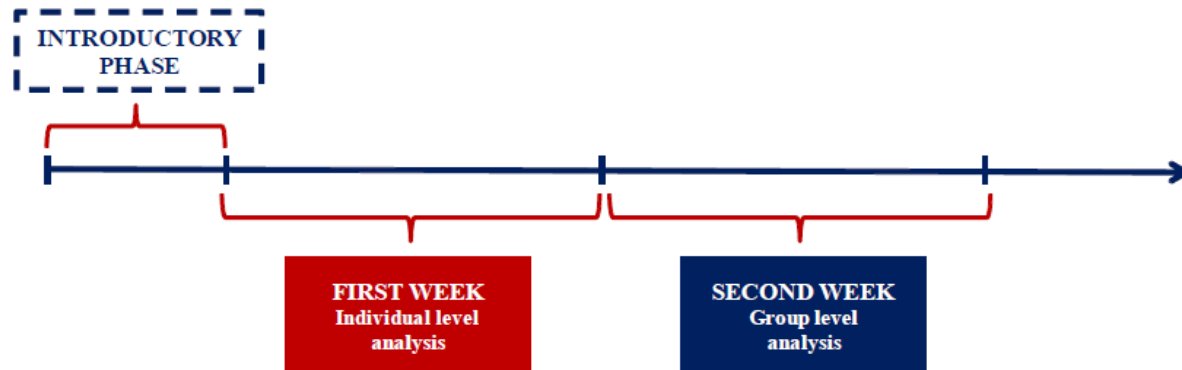 INTRODUCTORY
PHASE
FIRST WEEK
Individual level
analysis
SECOND WEEK
Group level
analysis